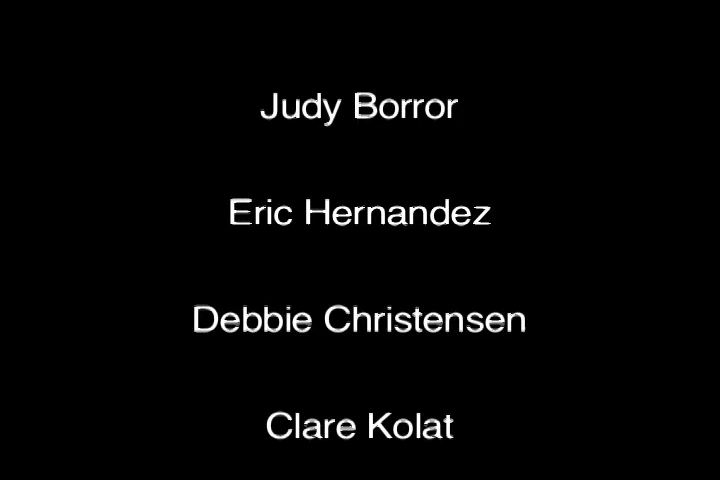 Judy Borror
Eric Hernandez
Debbie Christensen
Clare Kolat